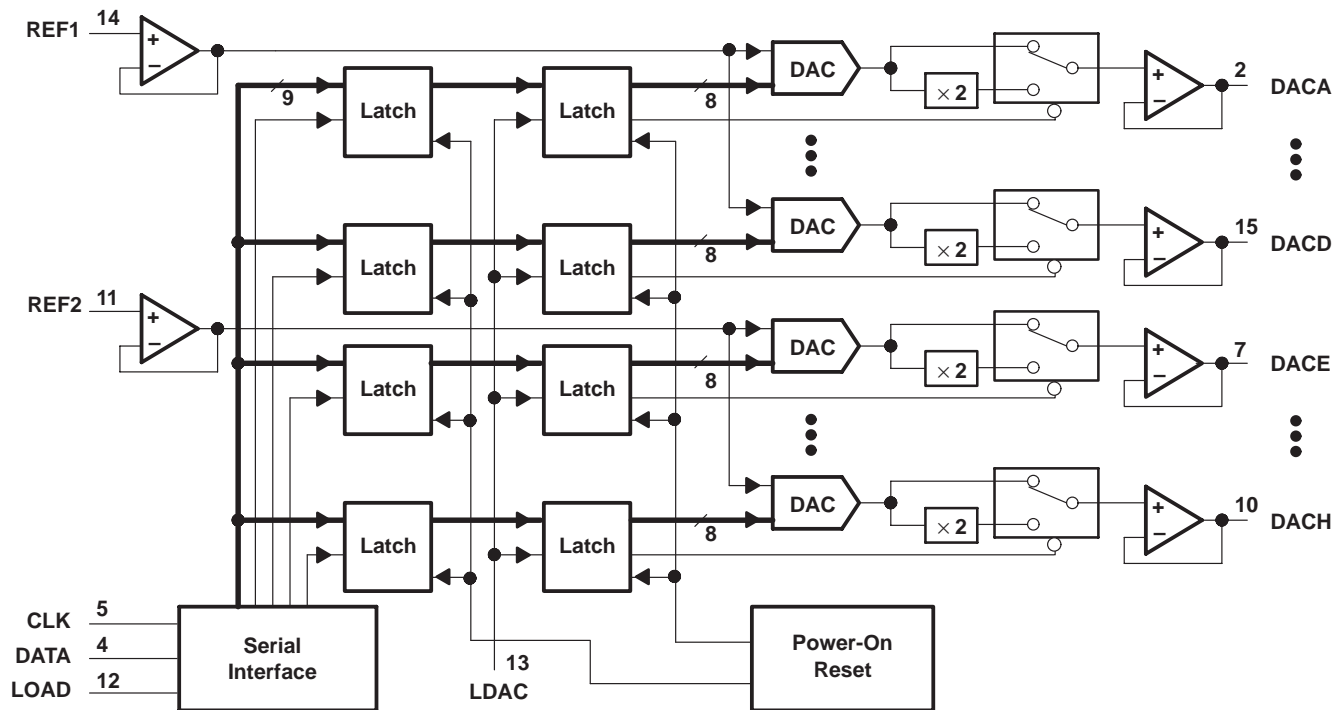 REF1 14
+
−
9
Latch
Latch
8
DAC
× 2
+
−
2 DACA
Latch
Latch
8
DAC
× 2
+
−
15 DACD
REF2 11
+
−
Latch
Latch
8
DAC
× 2
+
−
7 DACE
Latch
Latch
8
DAC
× 2
+
−
10 DACH
CLK 5
DATA 4
LOAD 12
Serial
Interface
13
LDAC
Power-On
Reset